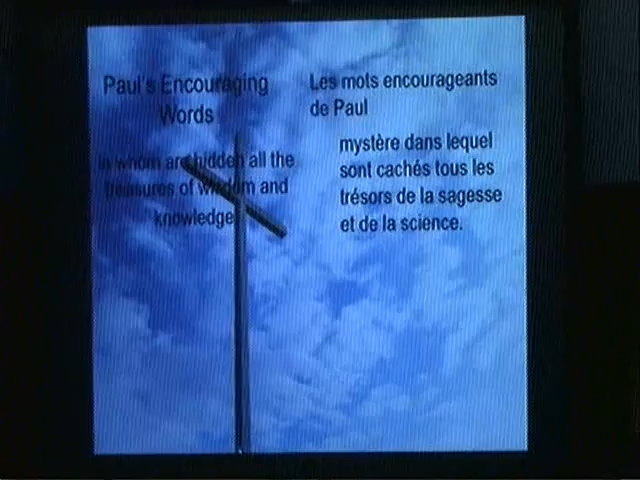 Paul's Encouraging
Words
in whom are hidden all the
treasures of wisdom and
knowledge
Les mots encourageants
de Paul
mystère dans lequel
sont cachés tous les
trésors de la sagesse
et de la science.